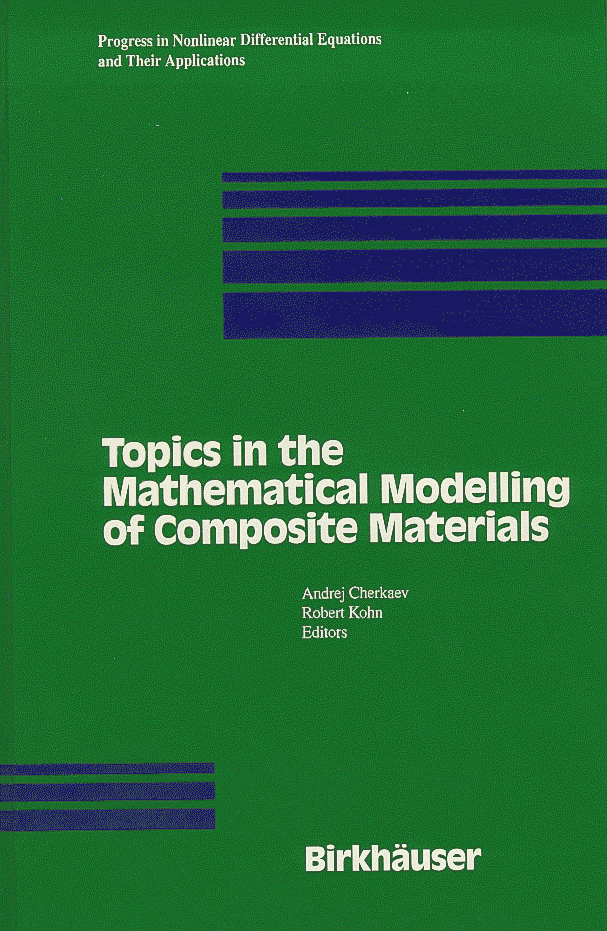 Progress in Nonlinear Differential Equations
and Their Applications
Topics in the
Mathematical Modelling
of Composite Materials
Andrej Cherkaev
Robert Kohn
Editors
Birkhäuser